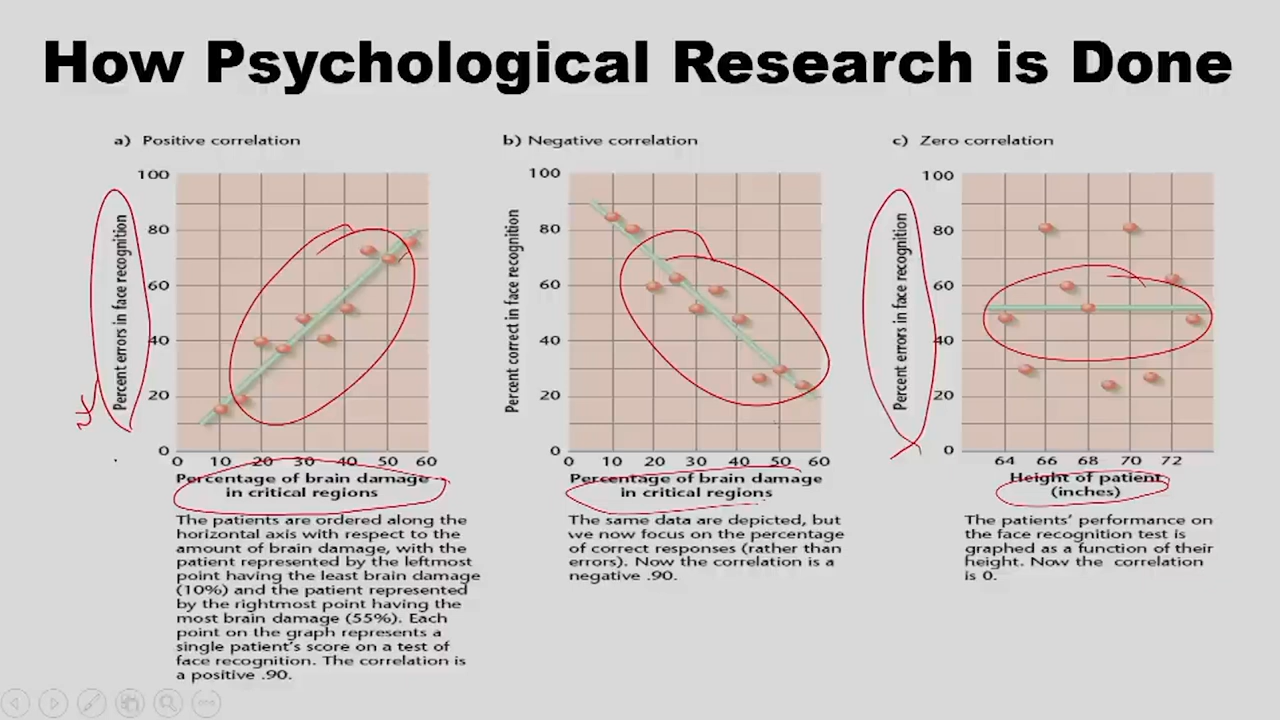 How Psychological Research is Done
a) Positive correlation
100
80
60
40
20
0
Percent errors in face recognition
0 10 20 30 40 50 60
Percentage of brain damage
in critical regions
The patients are ordered along the
horizontal axis with respect to the
amount of brain damage, with the
patient represented by the leftmost
point having the least brain damage
(10%) and the patient represented
by the rightmost point having the
most brain damage (55%). Each
point on the graph represents a
single patient's score on a test of
face recognition. The correlation is
a positive .90.
b) Negative correlation
100
80
60
40
20
0
Percent correct in face recognition
0 10 20 30 40 50 60
Percentage of brain damage
in critical regions
The same data are depicted, but
we now focus on the percentage
of correct responses (rather than
errors). Now the correlation is a
negative .90.
c) Zero correlation
100
80
60
40
20
0
Percent errors in face recognition
64 66 68 70 72
Height of patient
(inches)
The patients' performance on
the face recognition test is
graphed as a function of their
height. Now the correlation
is 0.